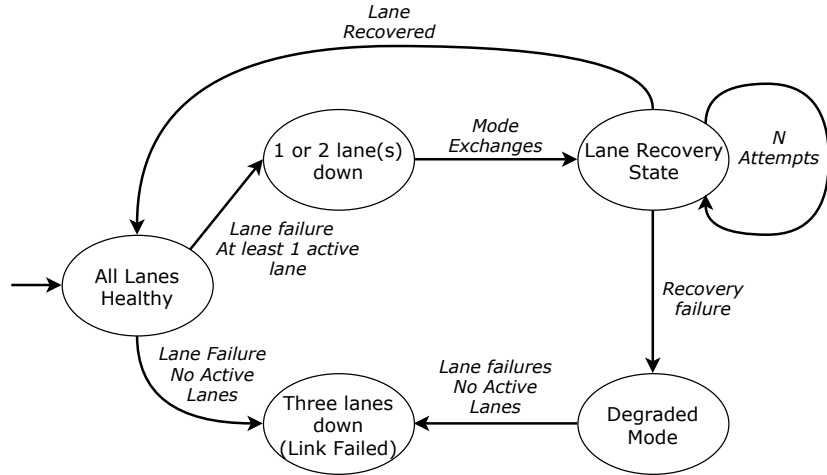 Lane
Recovered
1 or 2 lane(s)
down
Mode
Exchanges
Lane Recovery
State
N
Attempts
Lane failure
At least 1 active
lane
All Lanes
Healthy
Recovery
failure
Lane Failure
No Active
Lanes
Three lanes
down
(Link Failed)
Lane failures
No Active
Lanes
Degraded
Mode